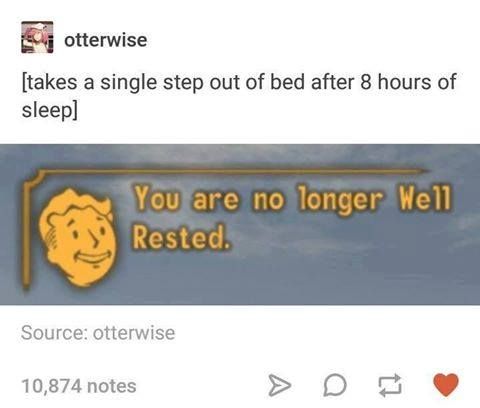 otterwise
[takes a single step out of bed after 8 hours of
sleep]
You are no longer Well
Rested.
Source: otterwise
10,874 notes